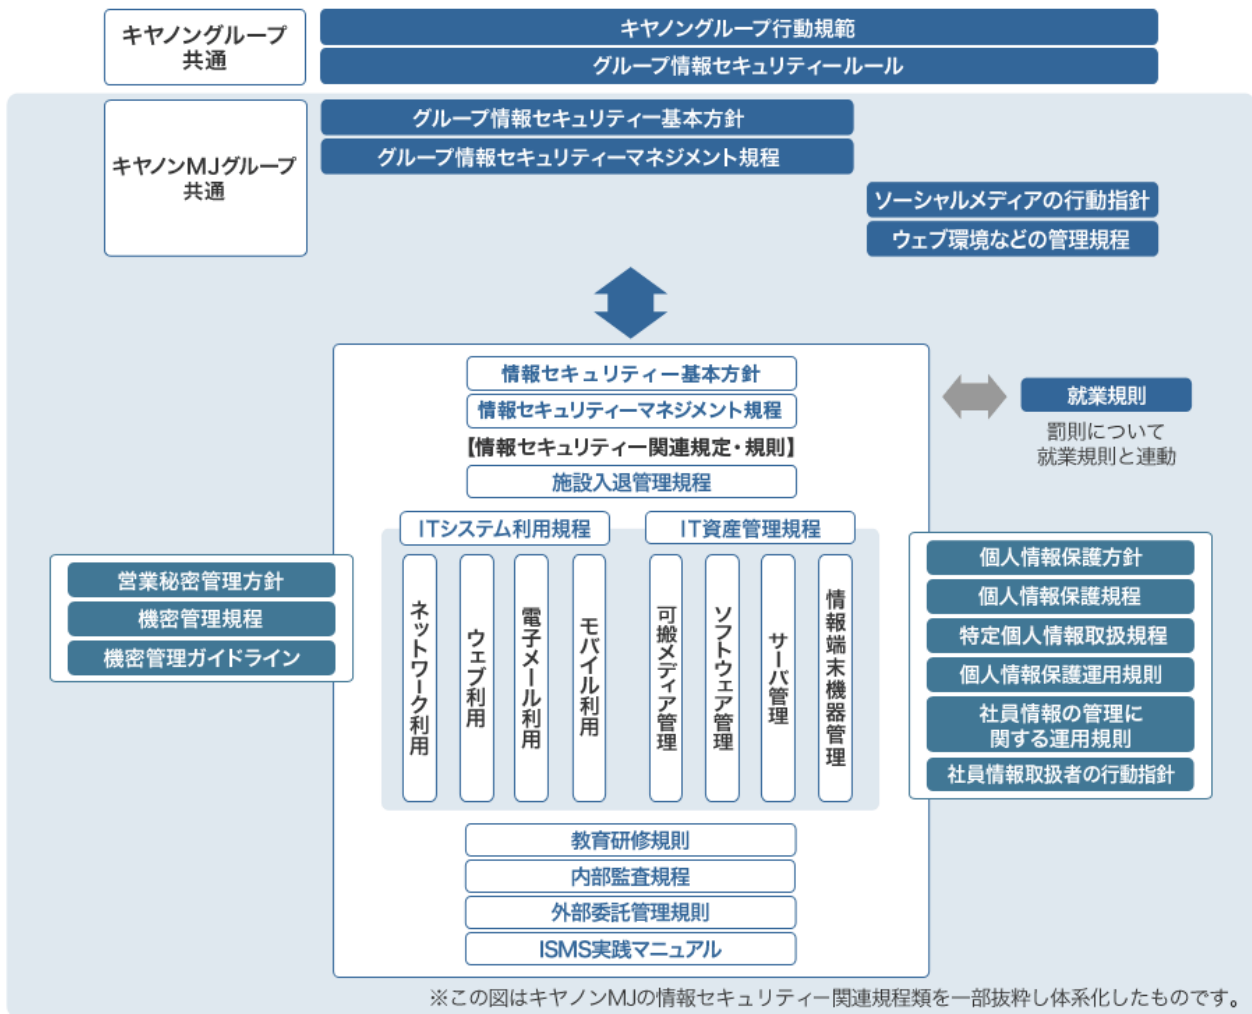 キヤノングループ
共通
キヤノングループ行動規範
グループ情報セキュリティールール
キヤノンMJグループ
共通
グループ情報セキュリティー基本方針
グループ情報セキュリティーマネジメント規程
ソーシャルメディアの行動指針
ウェブ環境などの管理規程
情報セキュリティー基本方針
情報セキュリティーマネジメント規程
【情報セキュリティー関連規定・規則】
施設入退管理規程
就業規則
罰則について
就業規則と連動
ITシステム利用規程
IT資産管理規程
ネットワーク利用
ウェブ利用
電子メール利用
モバイル利用
可搬メディア管理
ソフトウェア管理
サーバ管理
情報端末機器管理
営業秘密管理方針
機密管理規程
機密管理ガイドライン
個人情報保護方針
個人情報保護規程
特定個人情報取扱規程
個人情報保護運用規則
社員情報の管理に
関する運用規則
社員情報取扱者の行動指針
教育研修規則
内部監査規程
外部委託管理規則
ISMS実践マニュアル
※この図はキヤノンMJの情報セキュリティー関連規程類を一部抜粋し体系化したものです。